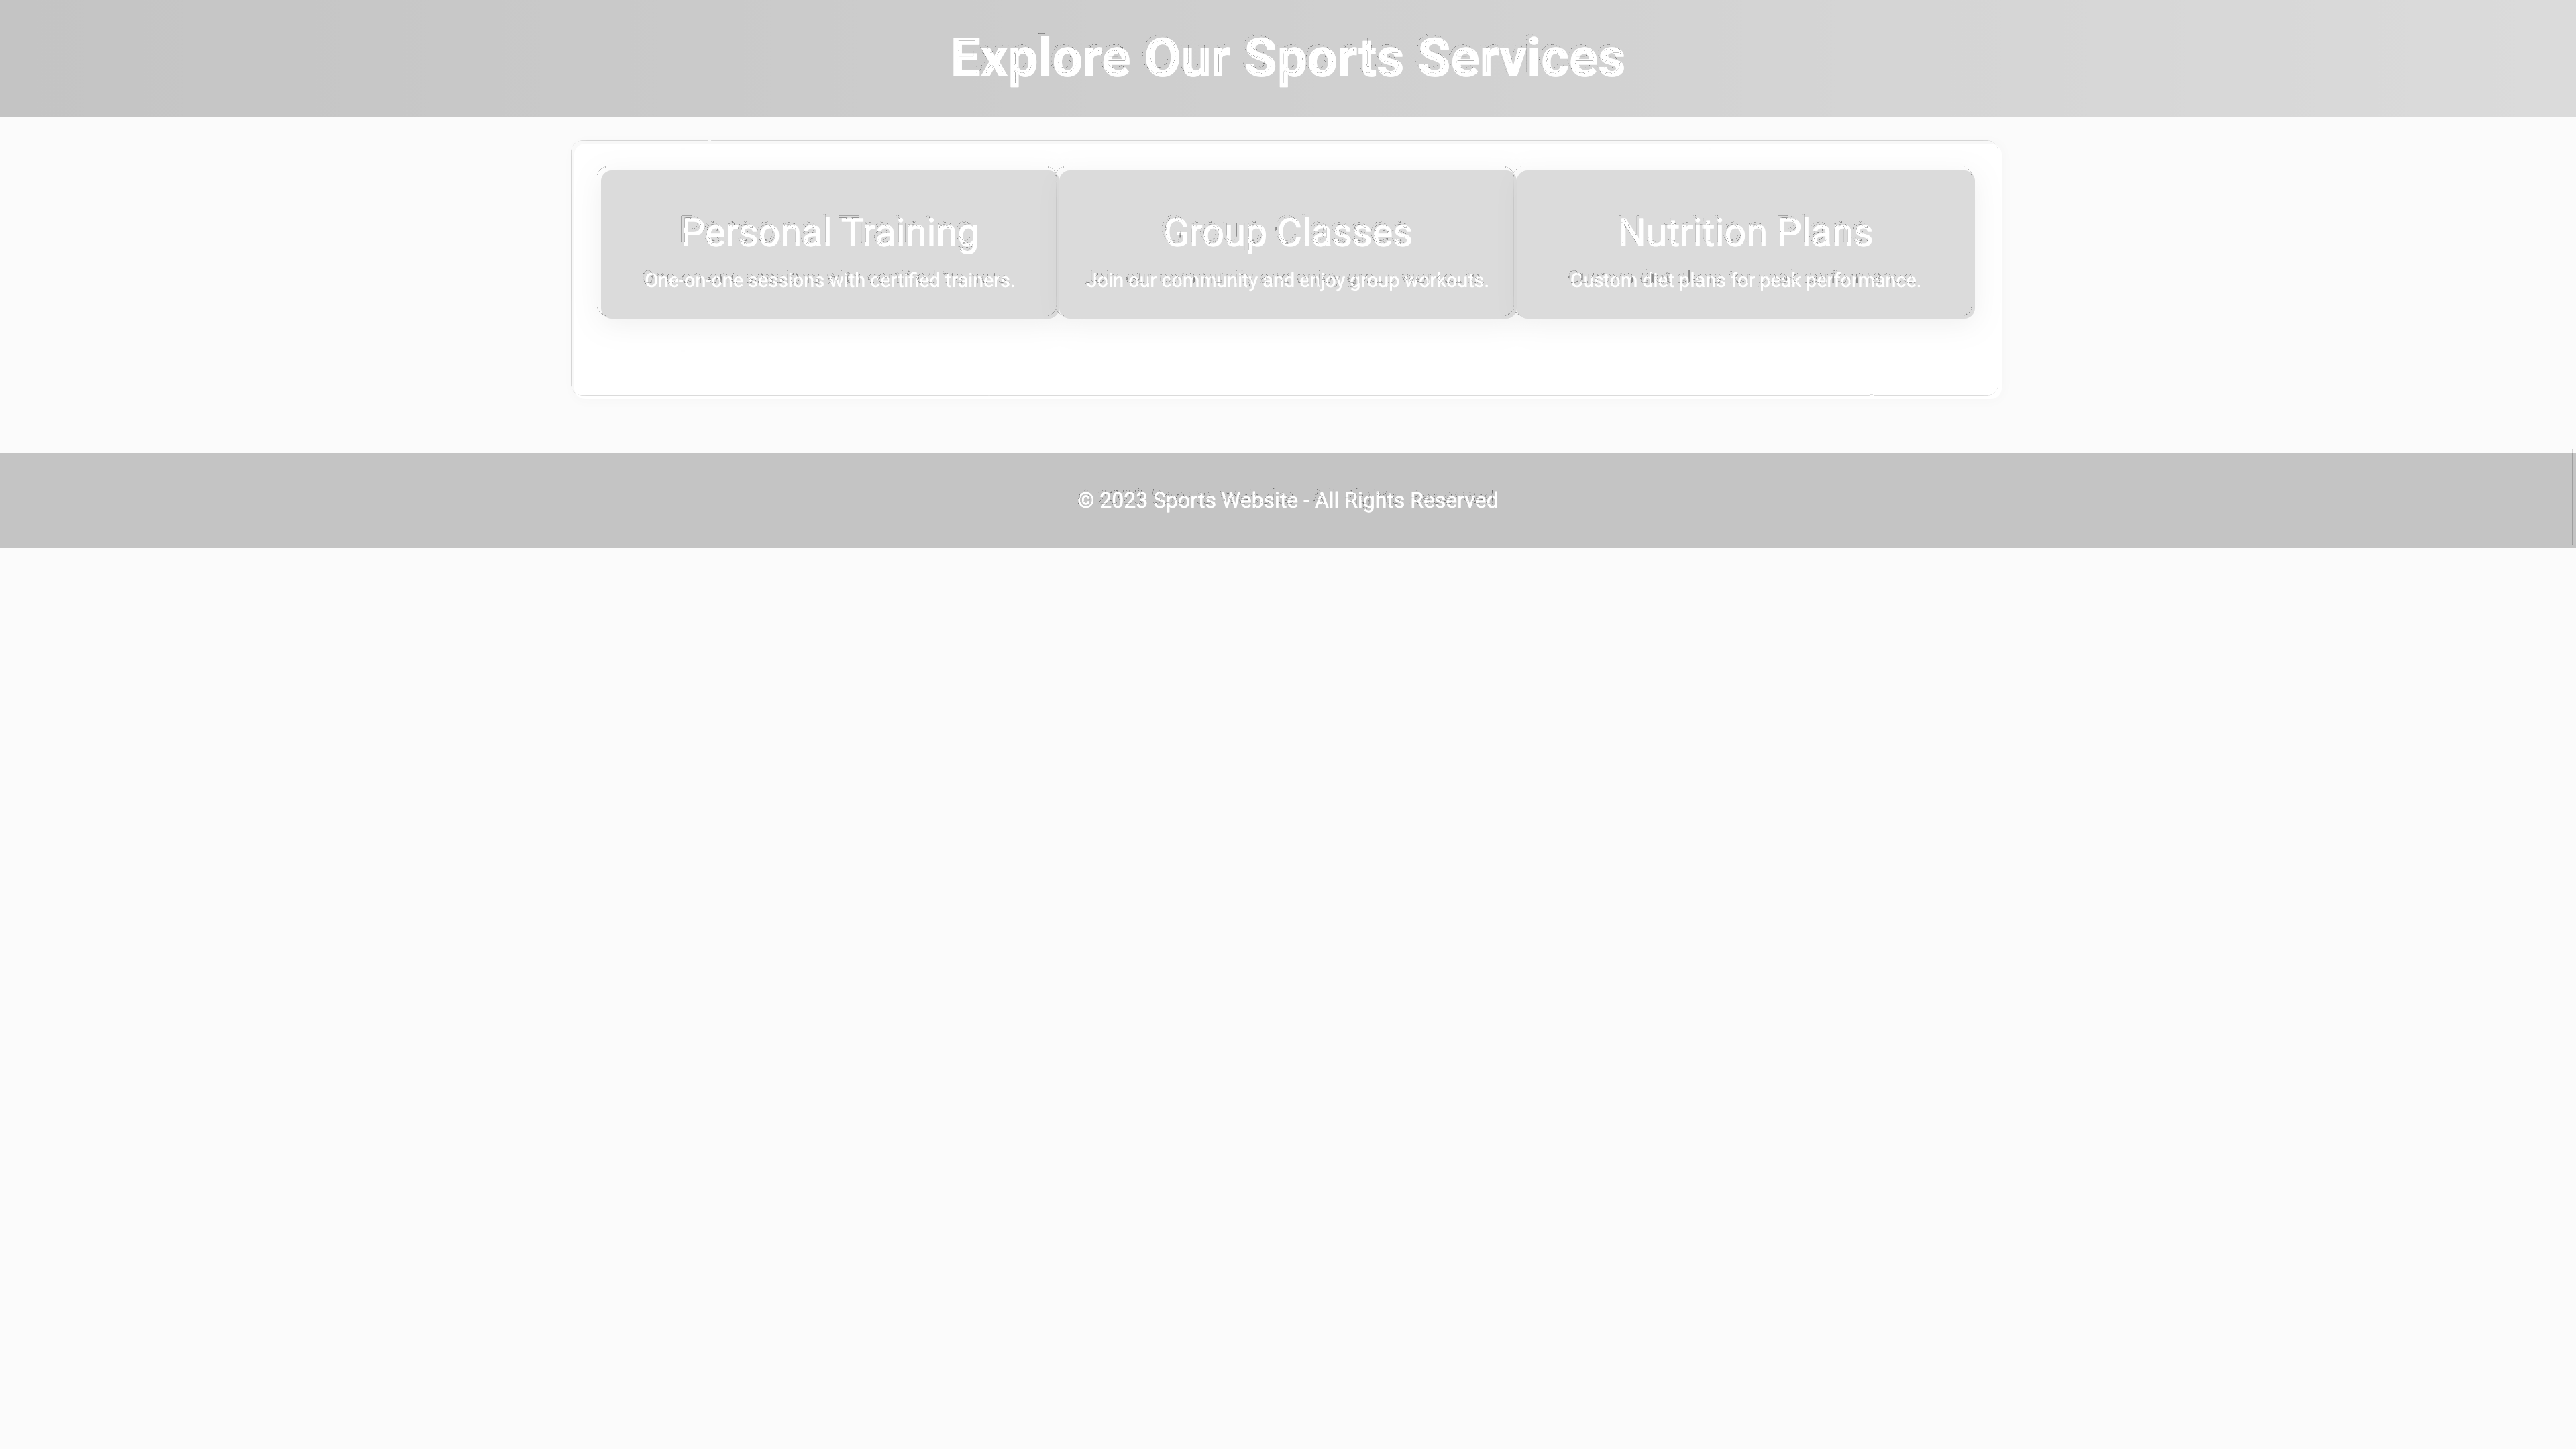 Explore Our Sports Services
Personal Training
One-on-one sessions with certified trainers.
Group Classes
Join our community and enjoy group workouts.
Nutrition Plans
Custom diet plans for peak performance.
© 2023 Sports Website - All Rights Reserved